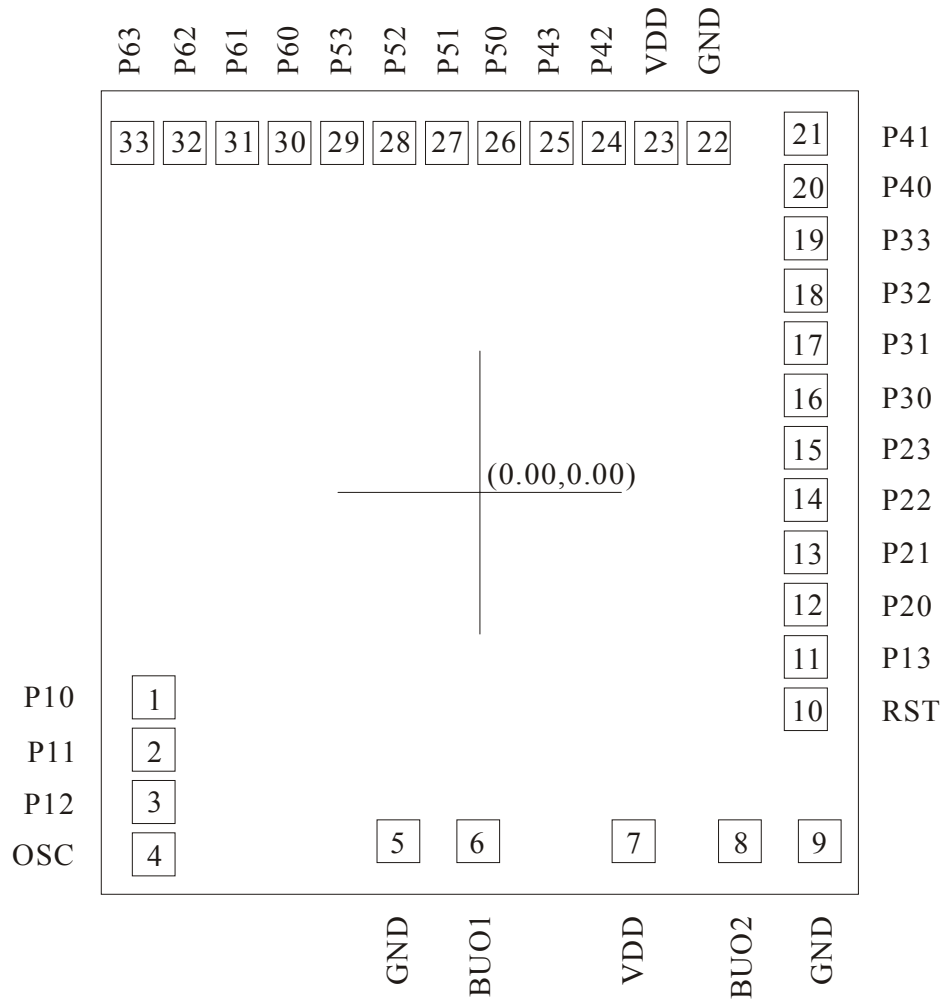 P63 P62 P61 P60 P53 P52 P51 P50 P43 P42 VDD GND
33 32 31 30 29 28 27 26 25 24 23 22
21 P41
20 P40
19 P33
18 P32
17 P31
16 P30
15 P23
(0.00,0.00)
14 P22
13 P21
12 P20
11 P13
P10 1
10 RST
P11 2
P12 3
5 6 7 8 9
OSC 4
GND BUO1 VDD BUO2 GND